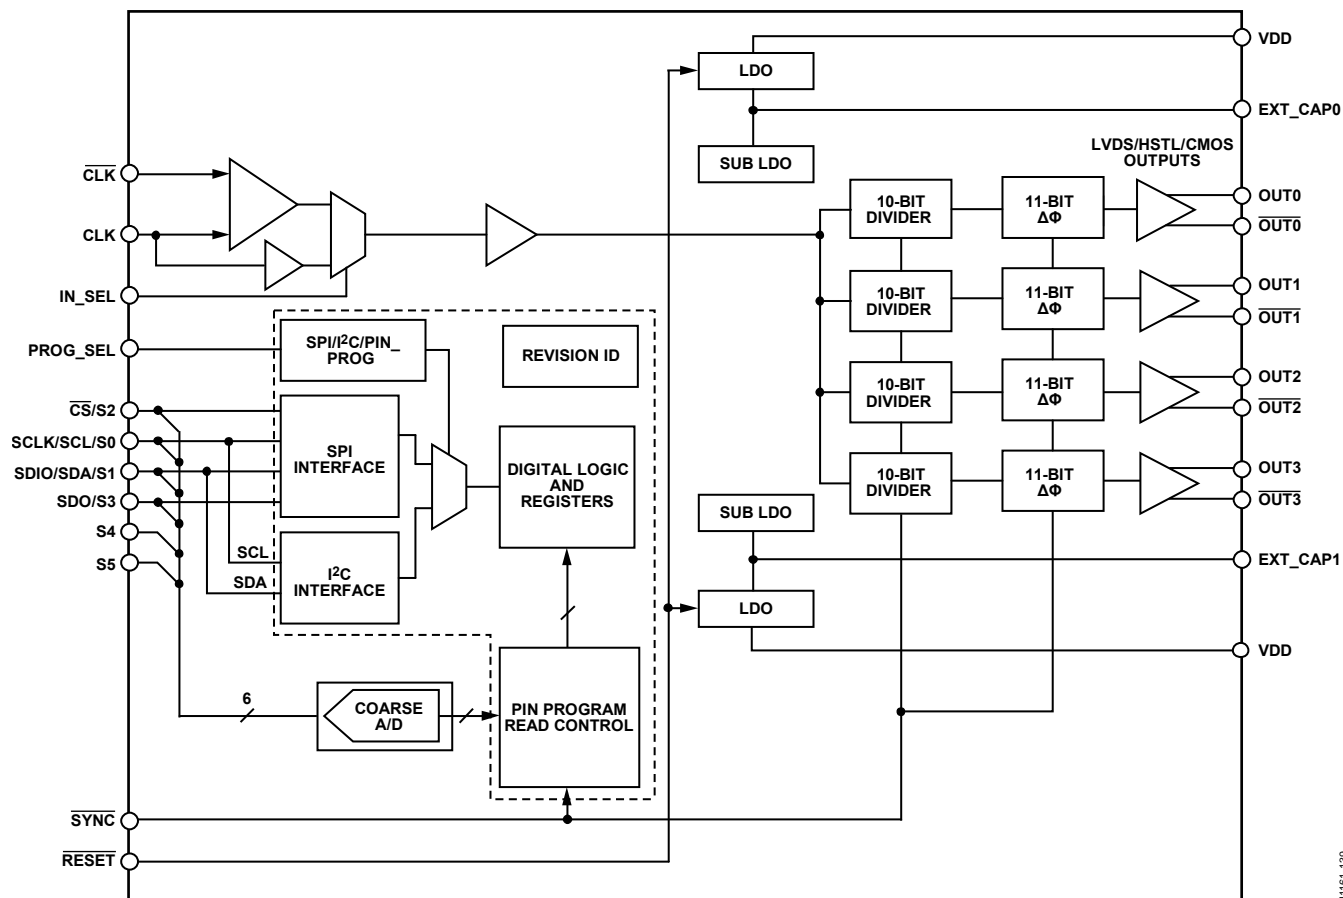 VDD
LDO
EXT_CAP0
SUB LDO
LVDS/HSTL/CMOS
OUTPUTS
CLK
CLK
IN_SEL
PROG_SEL
CS/S2
SCLK/SCL/S0
SDIO/SDA/S1
SDO/S3
S4
S5
SPI/I²C/PIN_
PROG
REVISION ID
SPI
INTERFACE
DIGITAL LOGIC
AND
REGISTERS
SCL
SDA
I²C
INTERFACE
6
COARSE
A/D
PIN PROGRAM
READ CONTROL
SYNC
RESET
10-BIT
DIVIDER
11-BIT
ΔΦ
OUT0
OUT0
10-BIT
DIVIDER
11-BIT
ΔΦ
OUT1
OUT1
10-BIT
DIVIDER
11-BIT
ΔΦ
OUT2
OUT2
10-BIT
DIVIDER
11-BIT
ΔΦ
OUT3
OUT3
SUB LDO
EXT_CAP1
LDO
VDD